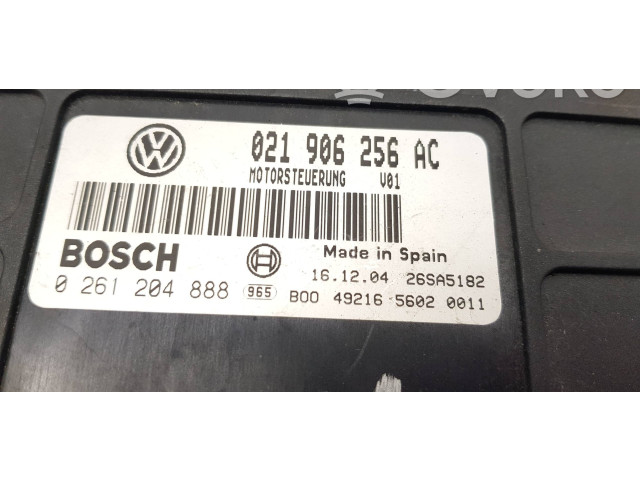 VW
021 906 256 AC
MOTORSTEUERUNG V01
BOSCH
Made in Spain
16.12.04 26SA5182
0 261 204 888 965 B00 49216 5602 0011